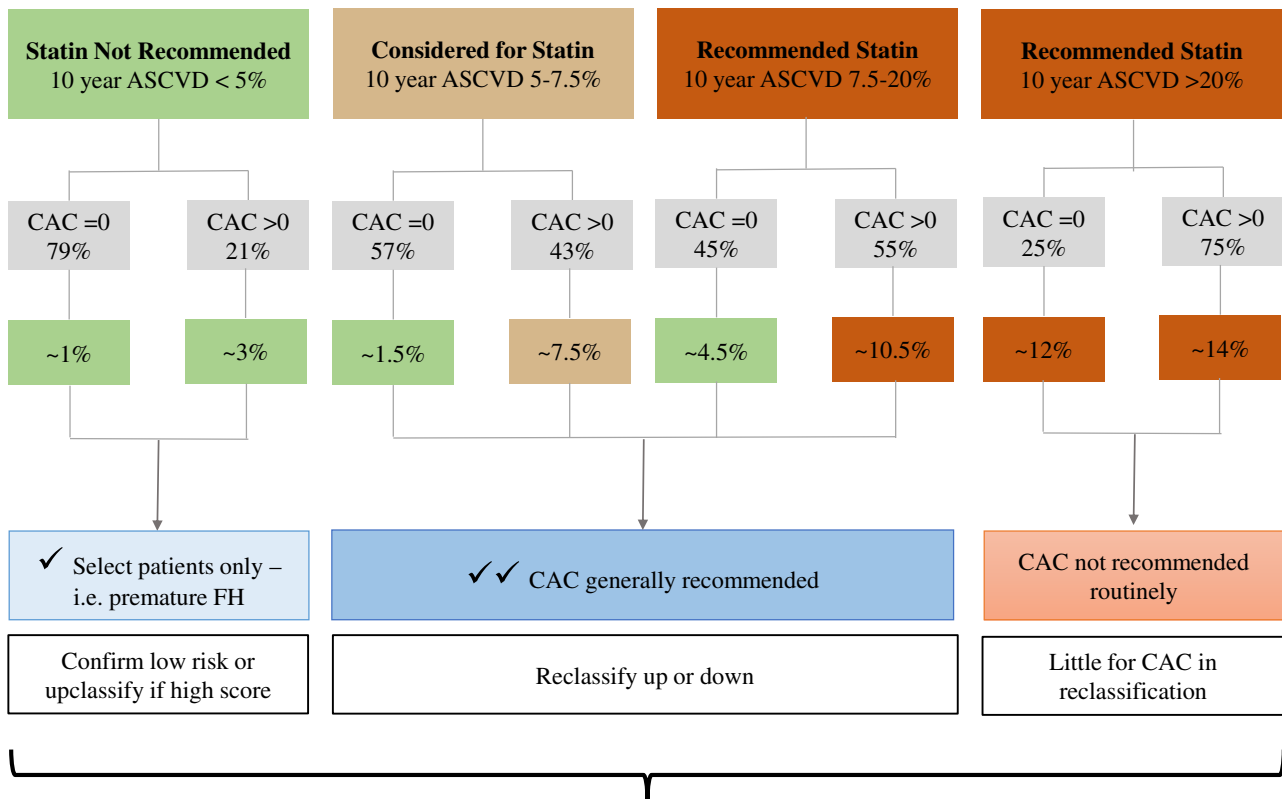 Statin Not Recommended
10 year ASCVD < 5%
Considered for Statin
10 year ASCVD 5-7.5%
Recommended Statin
10 year ASCVD 7.5-20%
Recommended Statin
10 year ASCVD >20%
CAC =0
79%
CAC >0
21%
CAC =0
57%
CAC >0
43%
CAC =0
45%
CAC >0
55%
CAC =0
25%
CAC >0
75%
~1%
~3%
~1.5%
~7.5%
~4.5%
~10.5%
~12%
~14%
✓ Select patients only –
i.e. premature FH
✓✓ CAC generally recommended
CAC not recommended
routinely
Confirm low risk or
upclassify if high score
Reclassify up or down
Little for CAC in
reclassification